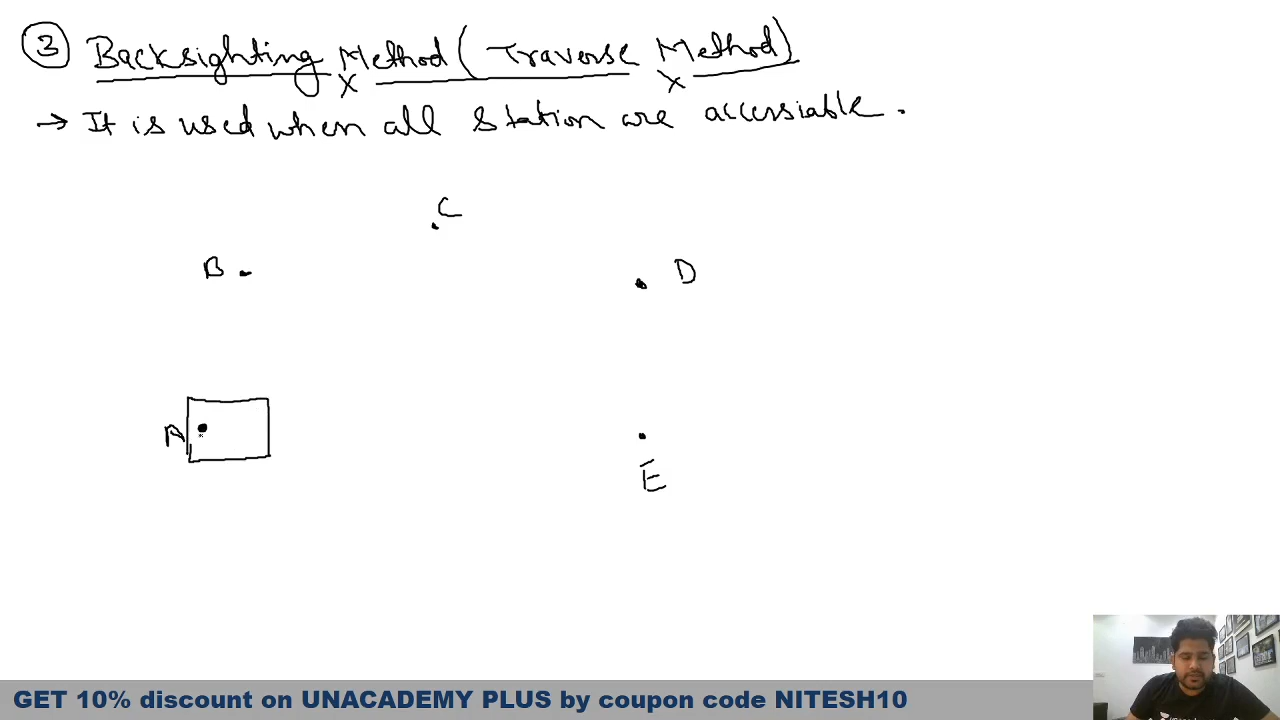 3 Backsighting Method (Traverse Method)
x x
→ It is used when all station are accessiable.
C
B
D
A
E
GET 10% discount on UNACADEMY PLUS by coupon code NITESH10